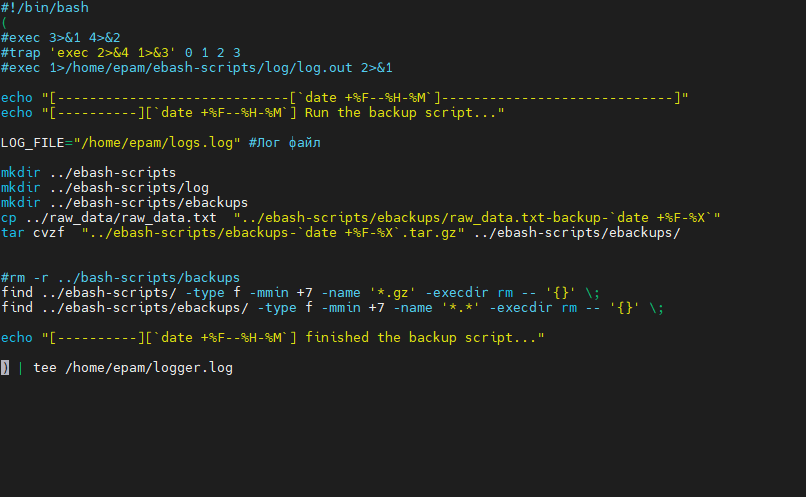 #!/bin/bash
(
#exec 3>&1 4>&2
#trap 'exec 2>&4 1>&3' 0 1 2 3
#exec 1>/home/epam/ebash-scripts/log/log.out 2>&1
echo "[-----------------------------[`date +%F--%H-%M`]-----------------------------]"
echo "[----------][`date +%F--%H-%M`] Run the backup script..."
LOG_FILE="/home/epam/logs.log" #Лог файл
mkdir ../ebash-scripts
mkdir ../ebash-scripts/log
mkdir ../ebash-scripts/ebackups
cp ../raw_data/raw_data.txt  "../ebash-scripts/ebackups/raw_data.txt-backup-`date +%F-%X`"
tar cvzf  "../ebash-scripts/ebackups-`date +%F-%X`.tar.gz" ../ebash-scripts/ebackups/
#rm -r ../bash-scripts/backups
find ../ebash-scripts/ -type f -mmin +7 -name '*.gz' -execdir rm -- '{}' \;
find ../ebash-scripts/ebackups/ -type f -mmin +7 -name '*.*' -execdir rm -- '{}' \;
echo "[----------][`date +%F--%H-%M`] finished the backup script..."
) | tee /home/epam/logger.log